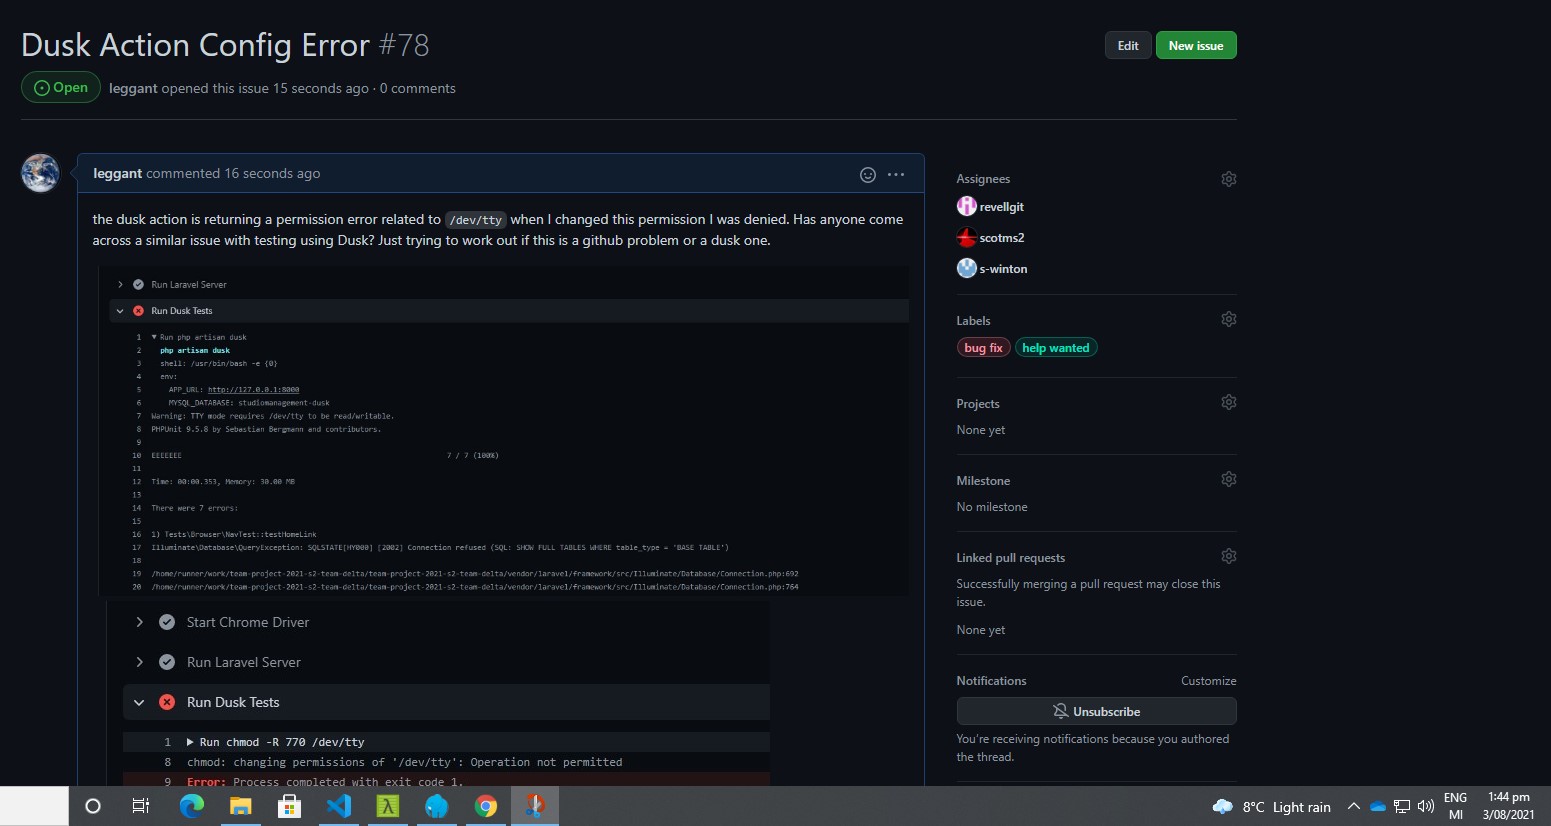 Dusk Action Config Error #78
Edit
New issue
Open
leggant opened this issue 15 seconds ago · 0 comments
leggant commented 16 seconds ago
the dusk action is returning a permission error related to /dev/tty when I changed this permission I was denied. Has anyone come
across a similar issue with testing using Dusk? Just trying to work out if this is a github problem or a dusk one.
Run Laravel Server
Run Dusk Tests
1 ▼ Run php artisan dusk
2 php artisan dusk
3 shell: /usr/bin/bash -e {0}
4 env:
5 APP_URL: http://127.0.0.1:8000
6 MYSQL_DATABASE: studiomanagement-dusk
7 Warning: TTY mode requires /dev/tty to be read/writable.
8 PHPUnit 9.5.8 by Sebastian Bergmann and contributors.
9
10 EEEEEEE 7 / 7 (100%)
11
12 Time: 00:00.353, Memory: 30.00 MB
13
14 There were 7 errors:
15
16 1) Tests\Browser\NavTest::testHomeLink
17 Illuminate\Database\QueryException: SQLSTATE[HY000] [2002] Connection refused (SQL: SHOW FULL TABLES WHERE table_type = 'BASE TABLE')
18
19 /home/runner/work/team-project-2021-s2-team-delta/team-project-2021-s2-team-delta/vendor/laravel/framework/src/Illuminate/Database/Connection.php:692
20 /home/runner/work/team-project-2021-s2-team-delta/team-project-2021-s2-team-delta/vendor/laravel/framework/src/Illuminate/Database/Connection.php:764
Start Chrome Driver
Run Laravel Server
Run Dusk Tests
1 ▶ Run chmod -R 770 /dev/tty
8 chmod: changing permissions of '/dev/tty': Operation not permitted
9 Error: Process completed with exit code 1.
Assignees
revellgit
scotms2
s-winton
Labels
bug fix
help wanted
Projects
None yet
Milestone
No milestone
Linked pull requests
Successfully merging a pull request may close this
issue.
None yet
Notifications
Customize
Unsubscribe
You're receiving notifications because you authored
the thread.
8°C Light rain
ENG
MI
1:44 pm
3/08/2021